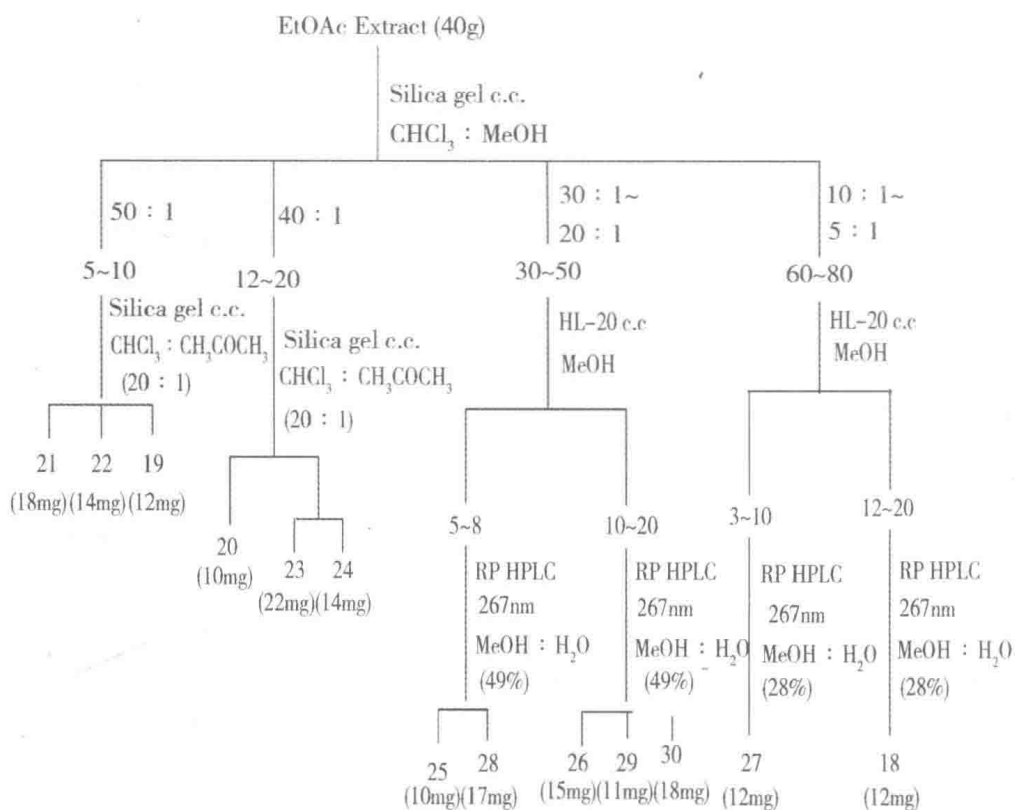 EtOAc Extract (40g)
Silica gel c.c.
CHCl₃ : MeOH
50 : 1
40 : 1
30 : 1~
20 : 1
10 : 1~
5 : 1
5~10
12~20
30~50
60~80
Silica gel c.c.
CHCl₃ : CH₃COCH₃
(20 : 1)
Silica gel c.c.
CHCl₃ : CH₃COCH₃
(20 : 1)
HL-20 c.c
MeOH
HL-20 c.c
MeOH
21 22 19
(18mg)(14mg)(12mg)
20
(10mg)
23 24
(22mg)(14mg)
5~8
10~20
3~10
12~20
RP HPLC
267nm
MeOH : H₂O
(49%)
RP HPLC
267nm
MeOH : H₂O
(49%)
RP HPLC
267nm
MeOH : H₂O
(28%)
RP HPLC
267nm
MeOH : H₂O
(28%)
25 28
(10mg)(17mg)
26 29 30
(15mg)(11mg)(18mg)
27
(12mg)
18
(12mg)